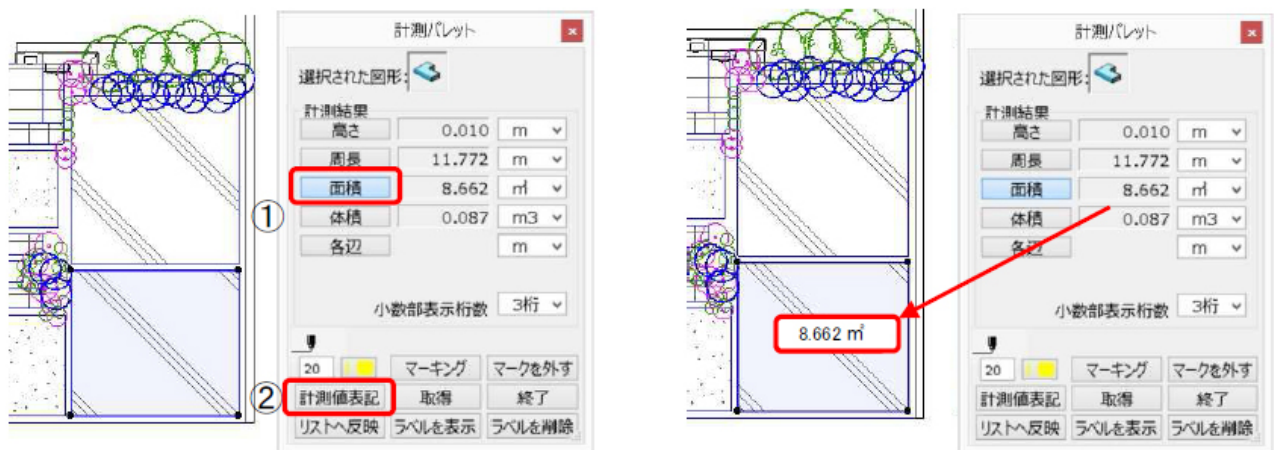 計測パレット
選択された図形:
計測結果
高さ 0.010 m
周長 11.772 m
面積 8.662 ㎡
①
体積 0.087 m3
各辺 m
小数部表示桁数 3桁
20 マーキング マークを外す
②
計測値表記 取得 終了
リストへ反映 ラベルを表示 ラベルを削除
計測パレット
選択された図形:
計測結果
高さ 0.010 m
周長 11.772 m
面積 8.662 ㎡
体積 0.087 m3
各辺 m
小数部表示桁数 3桁
8.662 ㎡
20 マーキング マークを外す
計測値表記 取得 終了
リストへ反映 ラベルを表示 ラベルを削除